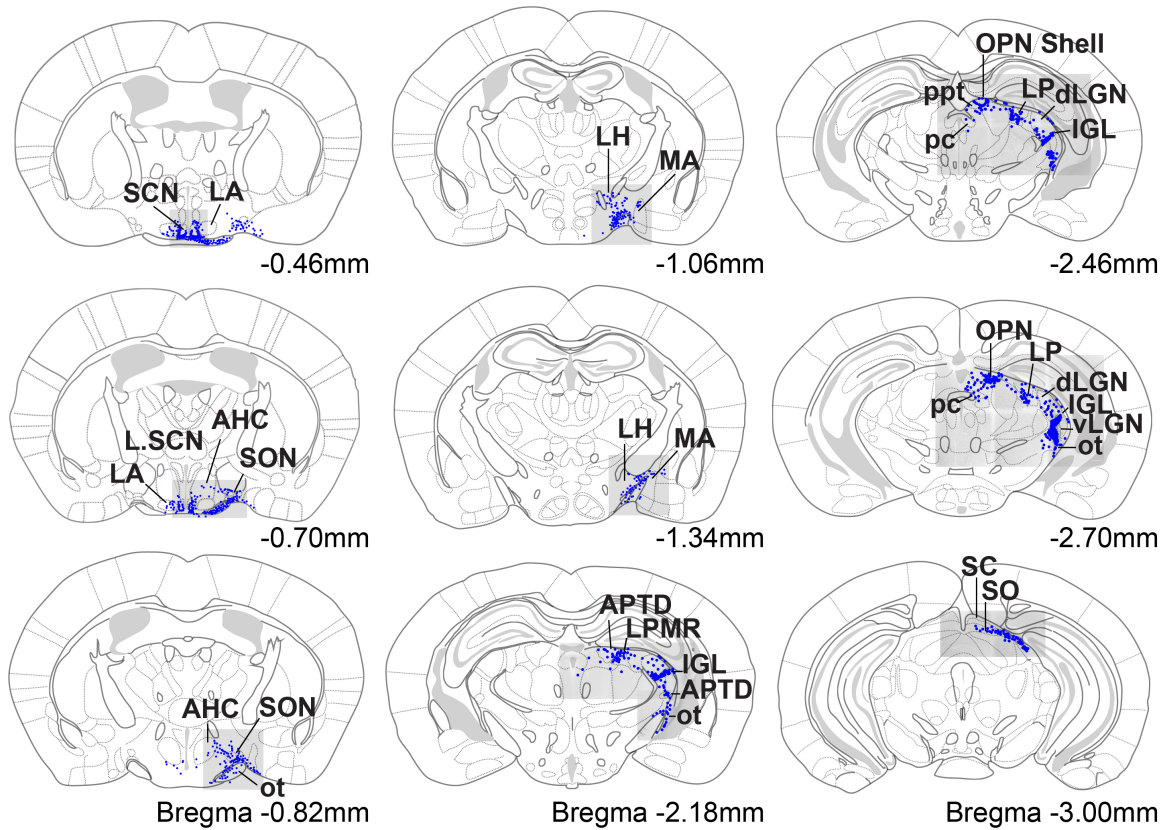 SCN LA
-0.46mm
LH
MA
-1.06mm
OPN Shell
ppt LP dLGN
pc IGL
-2.46mm
L.SCN AHC
LA SON
-0.70mm
LH MA
-1.34mm
OPN
LP
dLGN
pc IGL
vLGN
ot
-2.70mm
AHC SON
ot
Bregma -0.82mm
APTD
LPMR
IGL
APTD
ot
Bregma -2.18mm
SC
SO
Bregma -3.00mm